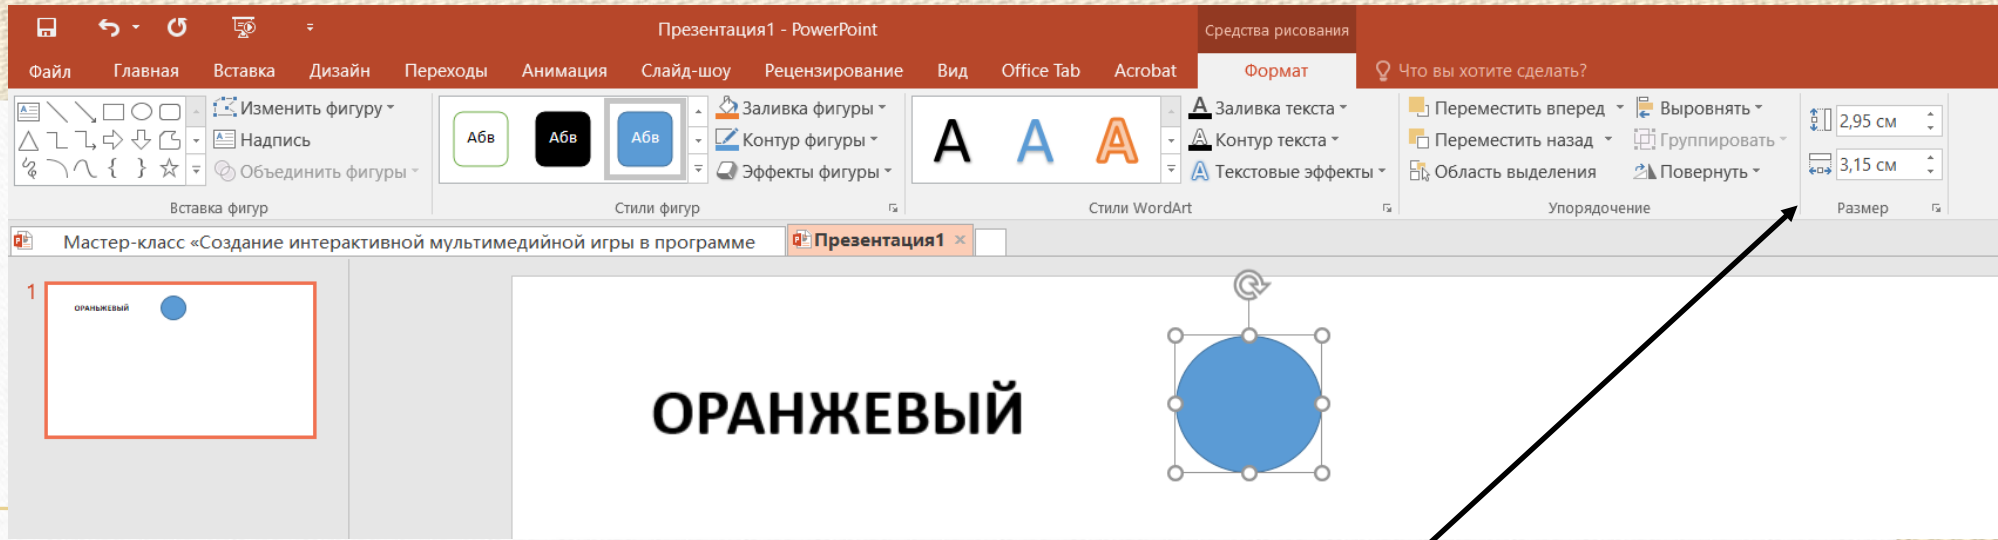 Презентация1 - PowerPoint
Средства рисования
Файл Главная Вставка Дизайн Переходы Анимация Слайд-шоу Рецензирование Вид Office Tab Acrobat Формат Что вы хотите сделать?
Изменить фигуру
Надпись
Объединить фигуры
Вставка фигур
Абв Абв Абв
Заливка фигуры
Контур фигуры
Эффекты фигуры
Стили фигур
A A A
Заливка текста
Контур текста
Текстовые эффекты
Стили WordArt
Переместить вперед
Переместить назад
Область выделения
Выровнять
Группировать
Повернуть
Упорядочение
2,95 см
3,15 см
Размер
Мастер-класс «Создание интерактивной мультимедийной игры в программе
Презентация1
1
ОРАНЬЖЕВЫЙ
ОРАНЖЕВЫЙ